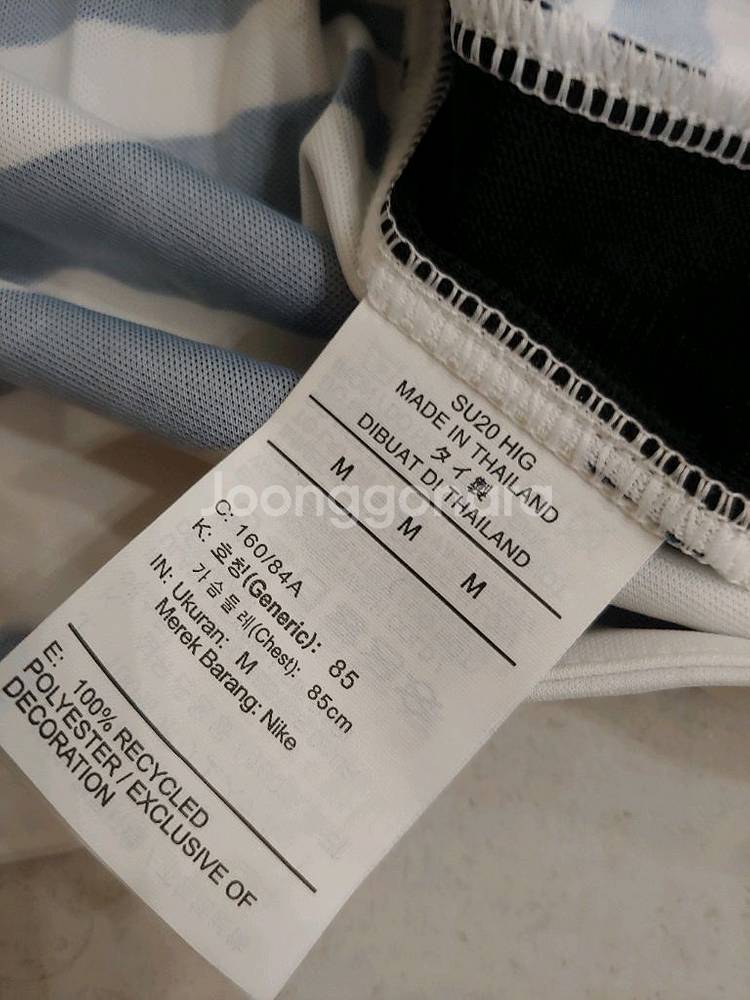 SU20 HIG
MADE IN THAILAND
タイ製
DIBUAT DI THAILAND
M M M
C: 160/84A
K: 호칭(Generic): 85
가슴둘레(Chest): 85cm
IN: Ukuran: M
Merek Barang: Nike
E: 100% RECYCLED
POLYESTER / EXCLUSIVE OF
DECORATION
Joonggonara